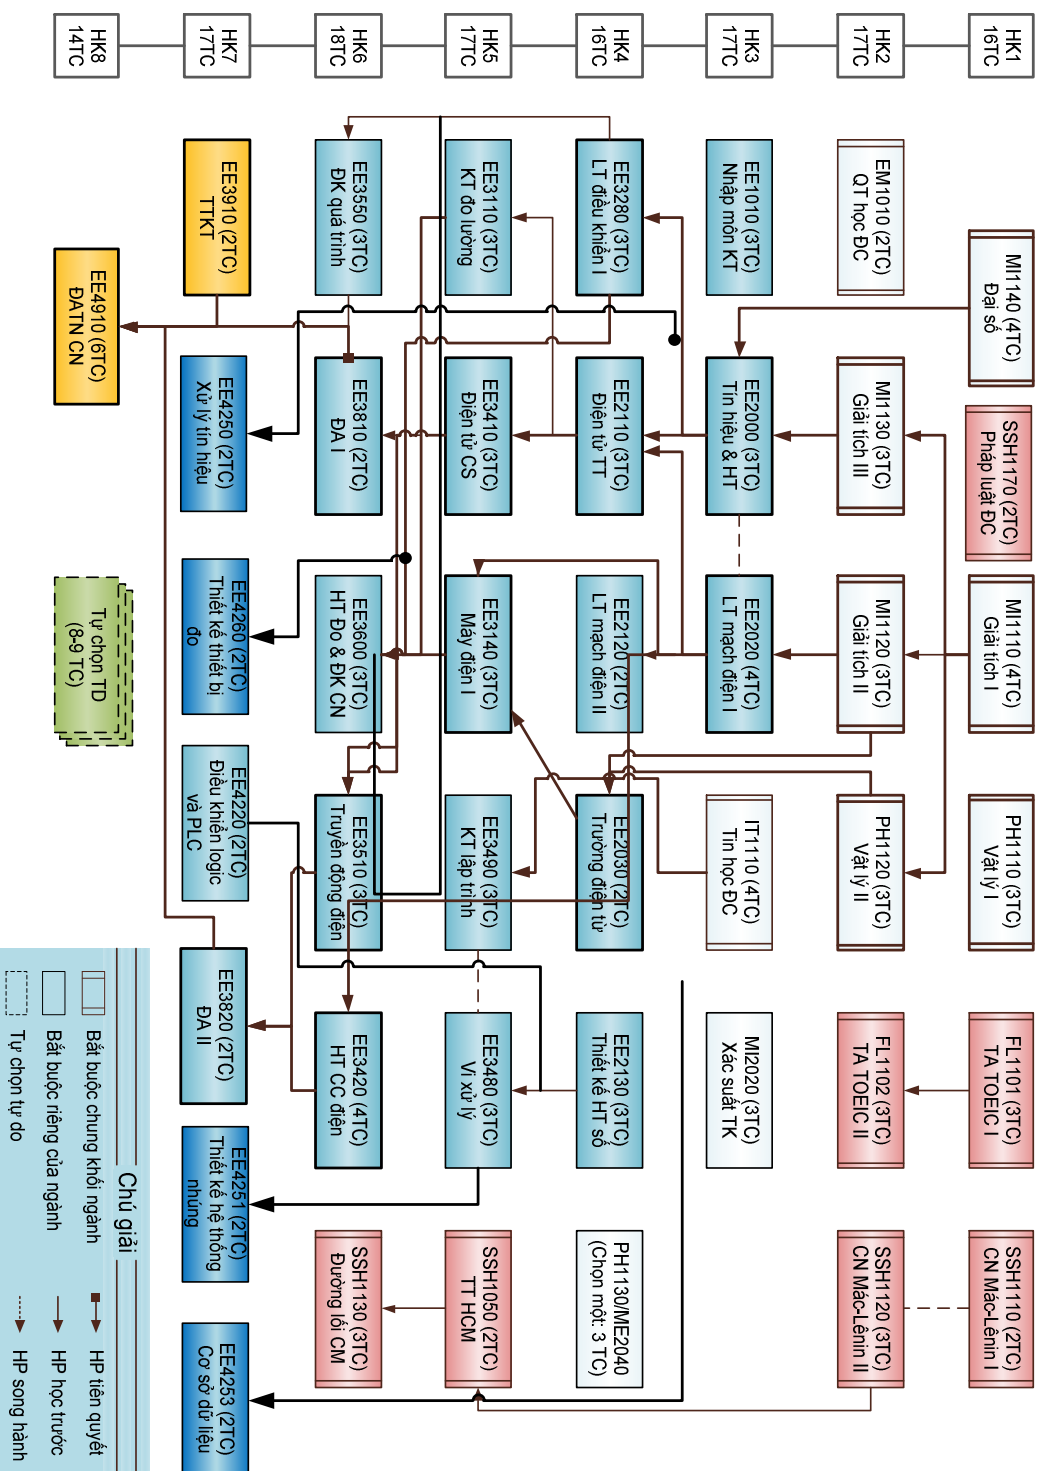 HK1
16TC
HK2
17TC
HK3
17TC
HK4
16TC
HK5
17TC
HK6
18TC
HK7
17TC
HK8
14TC
MI1140 (4TC)
Đại số
SSH1170 (2TC)
Pháp luật ĐC
MI1110 (4TC)
Giải tích I
PH1110 (3TC)
Vật lý I
FL1101 (3TC)
TA TOEIC I
SSH1110 (2TC)
CN Mác-Lênin I
EM1010 (2TC)
QT học ĐC
MI1130 (3TC)
Giải tích III
MI1120 (3TC)
Giải tích II
PH1120 (3TC)
Vật lý II
FL1102 (3TC)
TA TOEIC II
SSH1120 (3TC)
CN Mác-Lênin II
EE1010 (3TC)
Nhập môn KT
EE2000 (3TC)
Tín hiệu & HT
EE2020 (4TC)
LT mạch điện I
IT1110 (4TC)
Tin học ĐC
MI2020 (3TC)
Xác suất TK
EE3280 (3TC)
LT điều khiển I
EE2110 (3TC)
Điện tử TT
EE2120 (2TC)
LT mạch điện II
EE2030 (2TC)
Trường điện từ
EE2130 (3TC)
Thiết kế HT số
PH1130/ME2040
(Chọn một: 3 TC)
EE3110 (3TC)
KT đo lường
EE3410 (3TC)
Điện tử CS
EE3140 (3TC)
Máy điện I
EE3490 (3TC)
KT lập trình
EE3480 (3TC)
Vi xử lý
SSH1050 (2TC)
TT HCM
EE3550 (3TC)
ĐK quá trình
EE3810 (2TC)
ĐA I
EE3600 (3TC)
HT Đo & ĐK CN
EE3510 (3TC)
Truyền động điện
EE3420 (4TC)
HT CC điện
SSH1130 (3TC)
Đường lối CM
EE3910 (2TC)
TTKT
EE4250 (2TC)
Xử lý tín hiệu
EE4260 (2TC)
Thiết kế thiết bị
đo
EE4220 (2TC)
Điều khiển logic
và PLC
EE3820 (2TC)
ĐA II
EE4251 (2TC)
Thiết kế hệ thống
nhúng
EE4253 (2TC)
Cơ sở dữ liệu
EE4910 (6TC)
ĐATN CN
Tự chọn TD
(8-9 TC)
Chú giải
Bắt buộc chung khối ngành
Bắt buộc riêng của ngành
Tự chọn tự do
HP tiên quyết
HP học trước
HP song hành